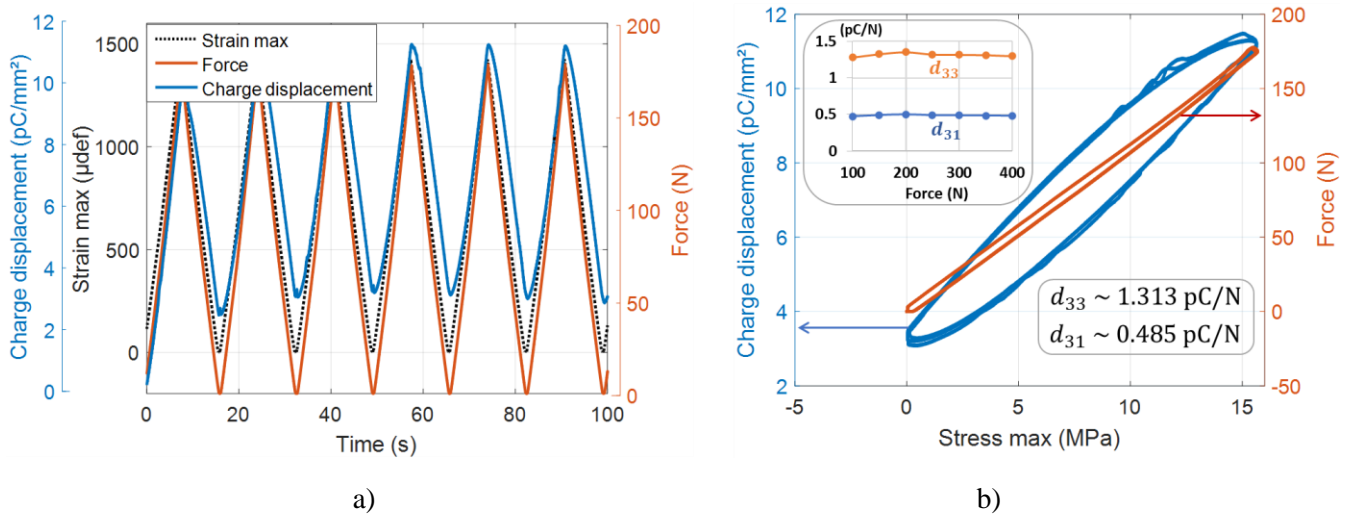 12
10
8
6
4
2
0
Charge displacement (pC/mm²)
1500
1000
500
0
Strain max (µdef)
Strain max
Force
Charge displacement
200
150
100
50
0
Force (N)
0 20 40 60 80 100
Time (s)
a)
12
10
8
6
4
2
Charge displacement (pC/mm²)
(pC/N)
1.5
1
0.5
0
d33
d31
100 200 300 400
Force (N)
200
150
100
50
0
-50
Force (N)
d33 ~ 1.313 pC/N
d31 ~ 0.485 pC/N
-5 0 5 10 15
Stress max (MPa)
b)